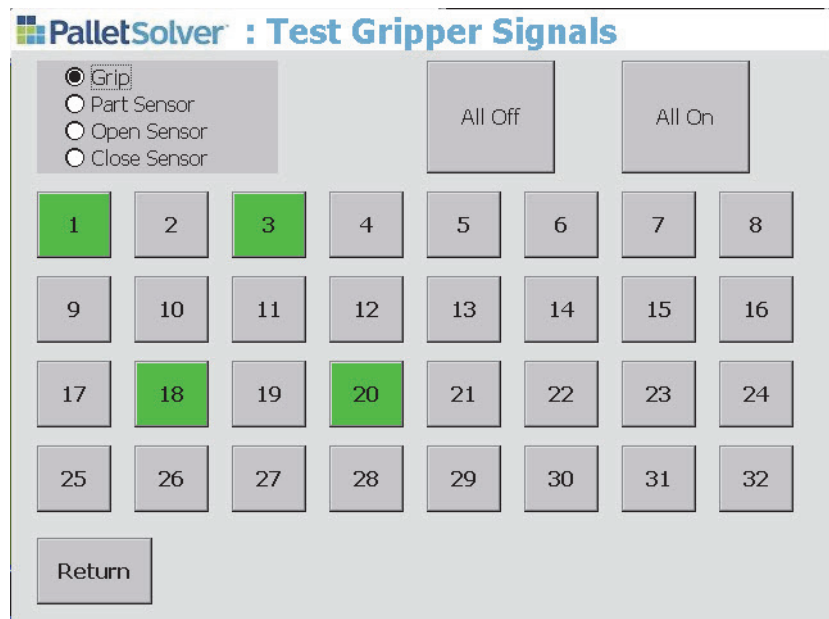 PalletSolver : Test Gripper Signals
Grip
Part Sensor
Open Sensor
Close Sensor
All Off
All On
1 2 3 4 5 6 7 8
9 10 11 12 13 14 15 16
17 18 19 20 21 22 23 24
25 26 27 28 29 30 31 32
Return